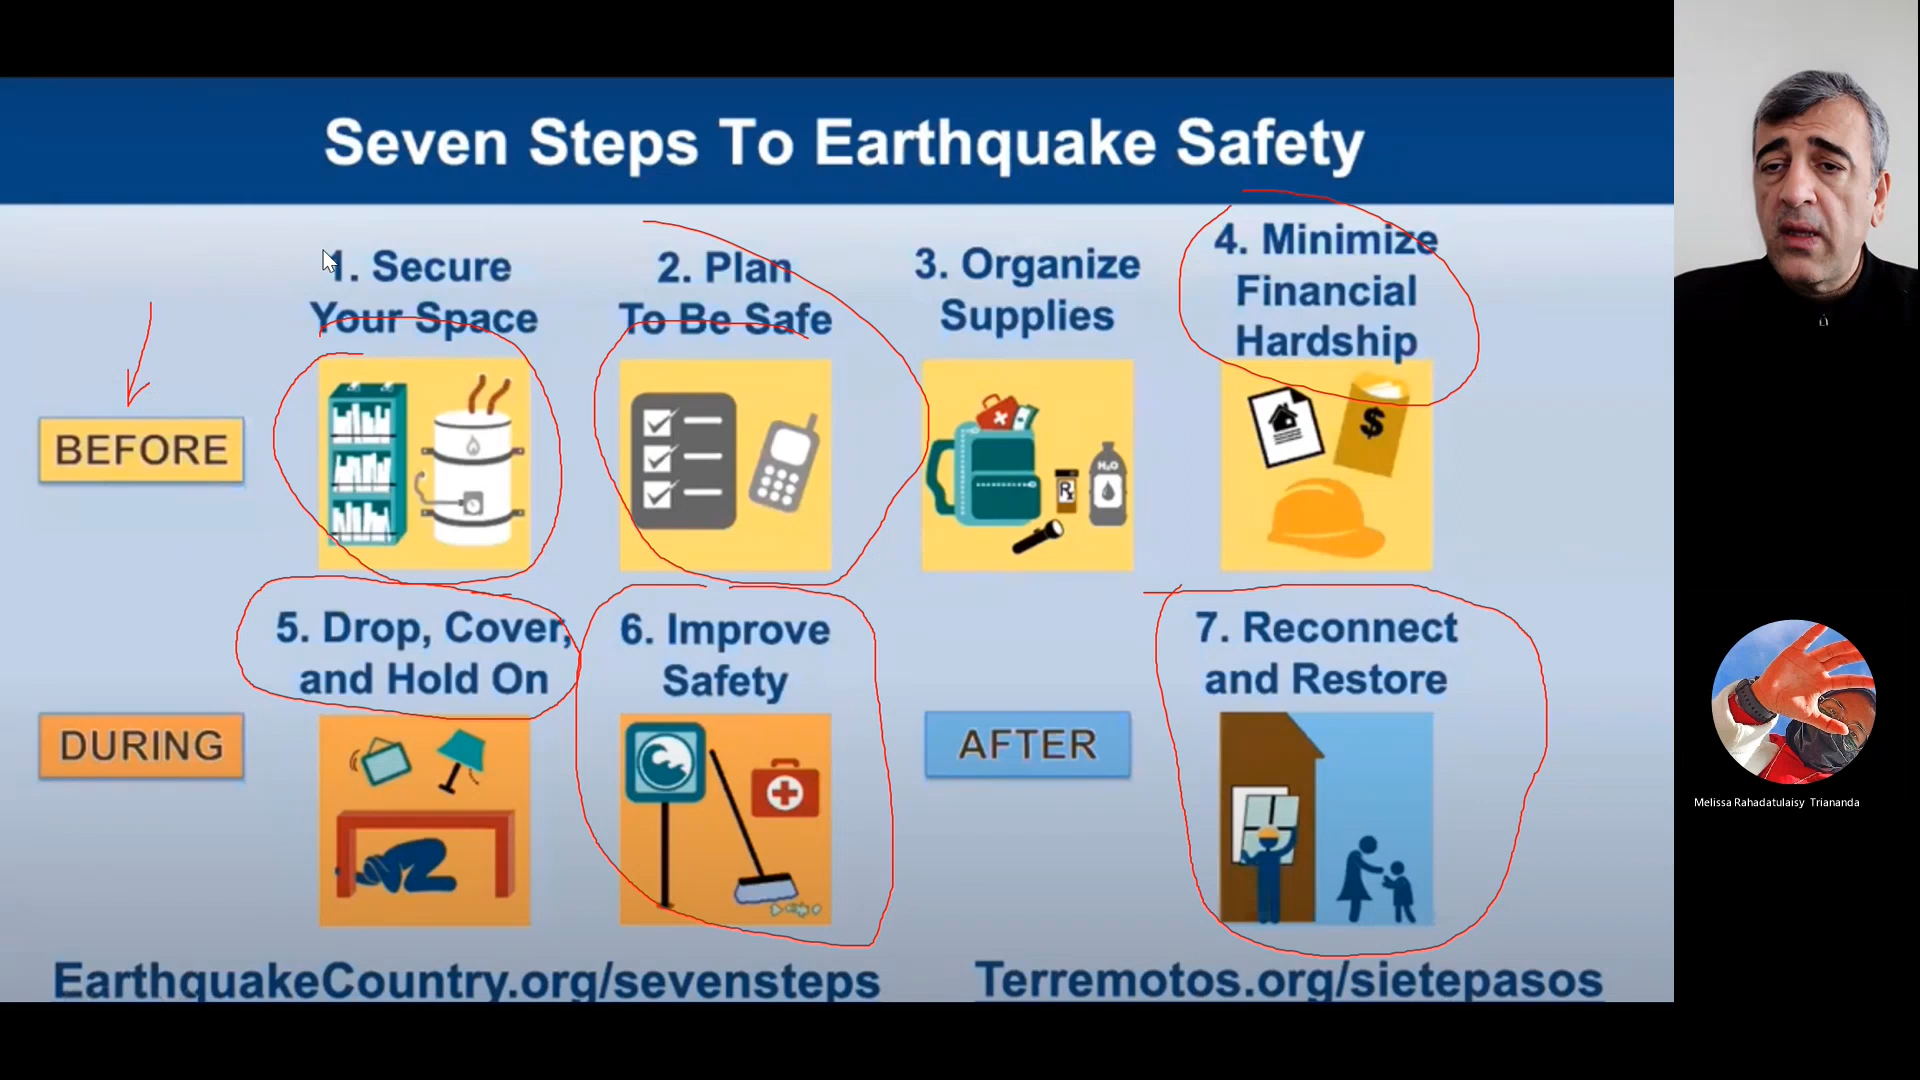 Seven Steps To Earthquake Safety
1. Secure
Your Space
2. Plan
To Be Safe
3. Organize
Supplies
4. Minimize
Financial
Hardship
BEFORE
$
H₂O
Rx
5. Drop, Cover,
and Hold On
6. Improve
Safety
7. Reconnect
and Restore
DURING
AFTER
EarthquakeCountry.org/sevensteps
Terremotos.org/sietepasos
Melissa Rahadatulaisy Triananda